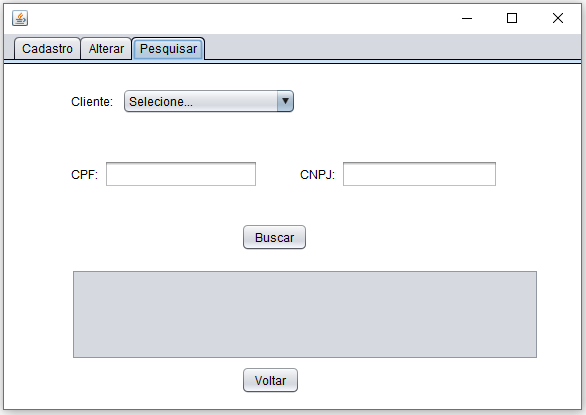 Cadastro Alterar Pesquisar
Cliente: Selecione...
CPF: CNPJ:
Buscar
Voltar